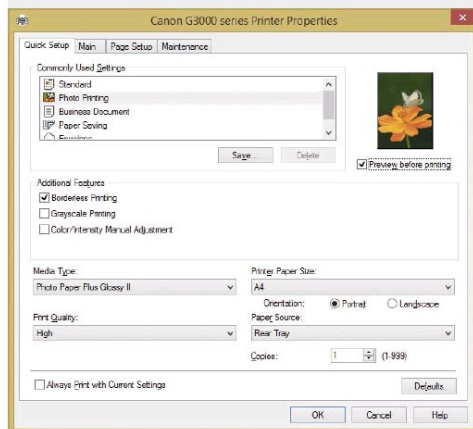 Canon G3000 series Printer Properties
Quick Setup Main Page Setup Maintenance
Commonly Used Settings
Standard
Photo Printing
Business Document
Paper Saving
Envelope
Save... Delete
Preview before printing
Additional Features
Borderless Printing
Grayscale Printing
Color/Intensity Manual Adjustment
Media Type: Printer Paper Size:
Photo Paper Plus Glossy II A4
Orientation: Portrait Landscape
Print Quality: Paper Source:
High Rear Tray
Copies: 1 (1-999)
Always Print with Current Settings Defaults
OK Cancel Help